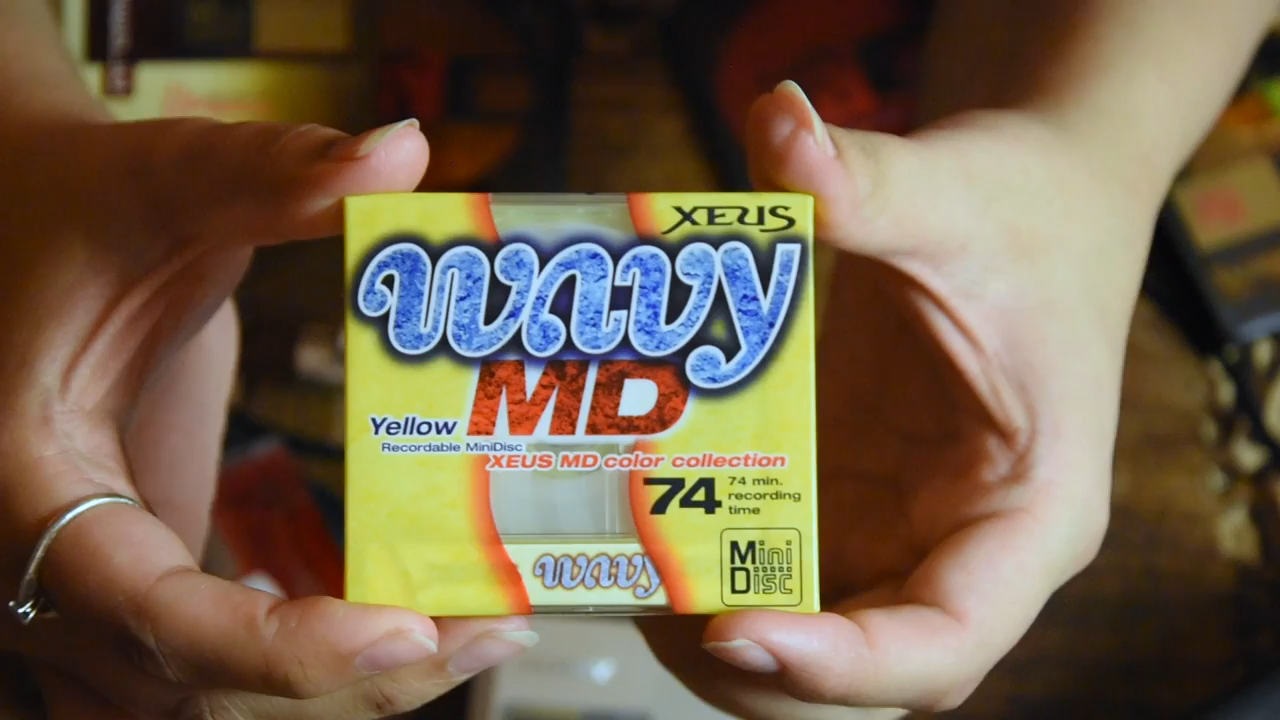 XEUS
wavy
MD
Yellow
Recordable MiniDisc
XEUS MD color collection
74
74 min.
recording
time
wavy
Mini
Disc